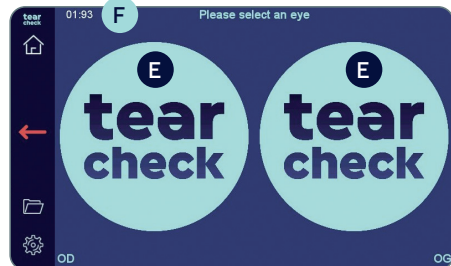 tear
check
01:93
F
Please select an eye
E
E
tear
check
tear
check
OD
OG